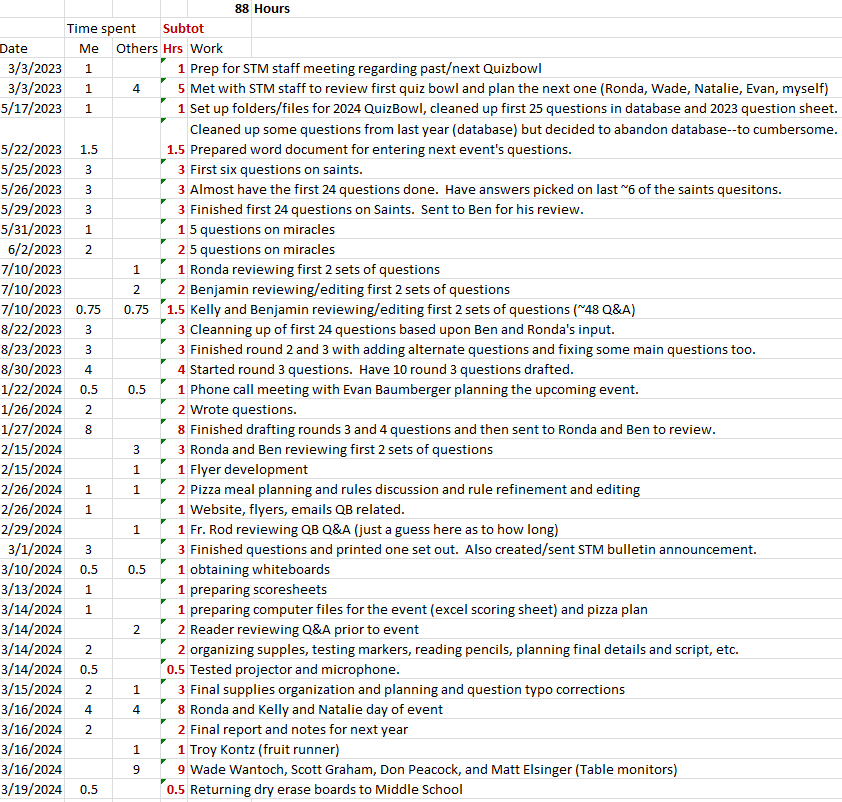 88 Hours
Time spent Subtot
Date Me Others Hrs Work
3/3/2023 1 1 Prep for STM staff meeting regarding past/next Quizbowl
3/3/2023 1 4 5 Met with STM staff to review first quiz bowl and plan the next one (Ronda, Wade, Natalie, Evan, myself)
5/17/2023 1 1 Set up folders/files for 2024 QuizBowl, cleaned up first 25 questions in database and 2023 question sheet.
Cleaned up some questions from last year (database) but decided to abandon database--to cumbersome.
5/22/2023 1.5 1.5 Prepared word document for entering next event's questions.
5/25/2023 3 3 First six questions on saints.
5/26/2023 3 3 Almost have the first 24 questions done. Have answers picked on last ~6 of the saints quesitons.
5/29/2023 3 3 Finished first 24 questions on Saints. Sent to Ben for his review.
5/31/2023 1 1 5 questions on miracles
6/2/2023 2 2 5 questions on miracles
7/10/2023 1 1 Ronda reviewing first 2 sets of questions
7/10/2023 2 2 Benjamin reviewing/editing first 2 sets of questions
7/10/2023 0.75 0.75 1.5 Kelly and Benjamin reviewing/editing first 2 sets of questions (~48 Q&A)
8/22/2023 3 3 Cleanning up of first 24 questions based upon Ben and Ronda's input.
8/23/2023 3 3 Finished round 2 and 3 with adding alternate questions and fixing some main questions too.
8/30/2023 4 4 Started round 3 questions. Have 10 round 3 questions drafted.
1/22/2024 0.5 0.5 1 Phone call meeting with Evan Baumberger planning the upcoming event.
1/26/2024 2 2 Wrote questions.
1/27/2024 8 8 Finished drafting rounds 3 and 4 questions and then sent to Ronda and Ben to review.
2/15/2024 3 3 Ronda and Ben reviewing first 2 sets of questions
2/15/2024 1 1 Flyer development
2/26/2024 1 1 2 Pizza meal planning and rules discussion and rule refinement and editing
2/26/2024 1 1 Website, flyers, emails QB related.
2/29/2024 1 1 Fr. Rod reviewing QB Q&A (just a guess here as to how long)
3/1/2024 3 3 Finished questions and printed one set out. Also created/sent STM bulletin announcement.
3/10/2024 0.5 0.5 1 obtaining whiteboards
3/13/2024 1 1 preparing scoresheets
3/14/2024 1 1 preparing computer files for the event (excel scoring sheet) and pizza plan
3/14/2024 2 2 Reader reviewing Q&A prior to event
3/14/2024 2 2 organizing supples, testing markers, reading pencils, planning final details and script, etc.
3/14/2024 0.5 0.5 Tested projector and microphone.
3/15/2024 2 1 3 Final supplies organization and planning and question typo corrections
3/16/2024 4 4 8 Ronda and Kelly and Natalie day of event
3/16/2024 2 2 Final report and notes for next year
3/16/2024 1 1 Troy Kontz (fruit runner)
3/16/2024 9 9 Wade Wantoch, Scott Graham, Don Peacock, and Matt Elsinger (Table monitors)
3/19/2024 0.5 0.5 Returning dry erase boards to Middle School